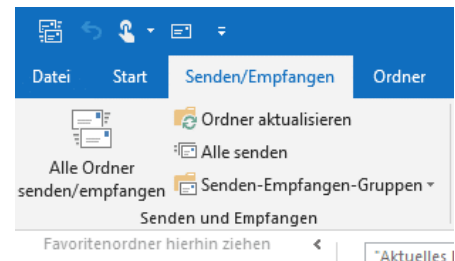 Datei Start Senden/Empfangen Ordner
Alle Ordner
senden/empfangen
Ordner aktualisieren
Alle senden
Senden-Empfangen-Gruppen
Senden und Empfangen
Favoritenordner hierhin ziehen
"Aktuelles